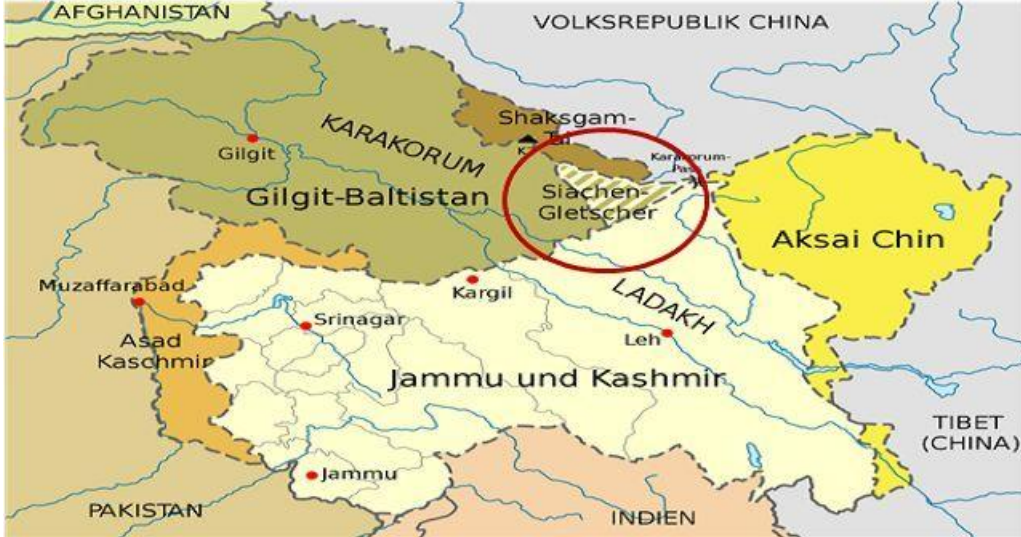 AFGHANISTAN
VOLKSREPUBLIK CHINA
Shaksgam-
Tal
KARAKORUM
K2
Gilgit
Karakorum-
Pass
Gilgit-Baltistan
Siachen-
Gletscher
Aksai Chin
Muzaffarabad
Kargil
LADAKH
Srinagar
Asad
Kaschmir
Leh
Jammu und Kashmir
TIBET
(CHINA)
Jammu
PAKISTAN
INDIEN